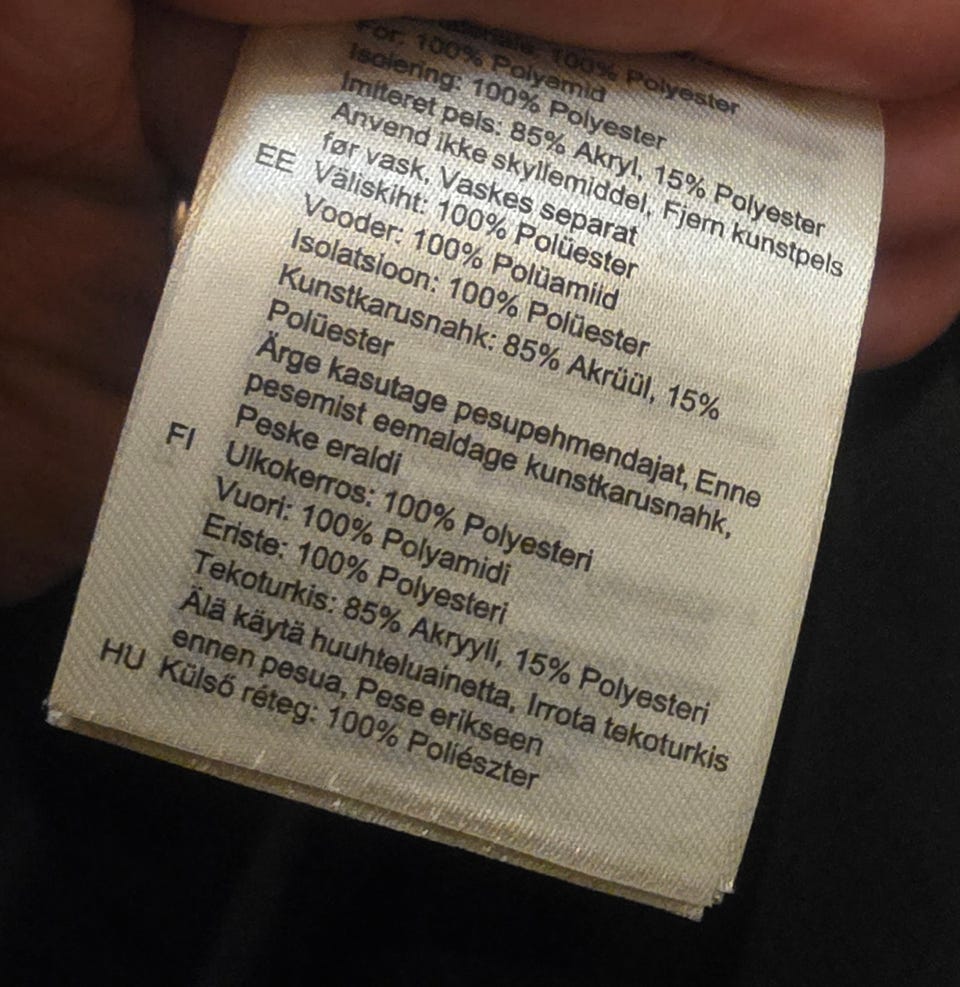 100% Polyester
For: 100% Polyamid
Isolering: 100% Polyester
Imiteret pels: 85% Akryl, 15% Polyester
Anvend ikke skyllemiddel, Fjern kunstpels
før vask, Vaskes separat
EE Väliskiht: 100% Polüester
Vooder: 100% Polüamiid
Isolatsioon: 100% Polüester
Kunstkarusnahk: 85% Akrüül, 15%
Polüester
Ärge kasutage pesupehmendajat, Enne
pesemist eemaldage kunstkarusnahk,
Peske eraldi
FI Ulkokerros: 100% Polyesteri
Vuori: 100% Polyamidi
Eriste: 100% Polyesteri
Tekoturkis: 85% Akryyli, 15% Polyesteri
Älä käytä huuhteluainetta, Irrota tekoturkis
ennen pesua, Pese erikseen
HU Külső réteg: 100% Poliészter